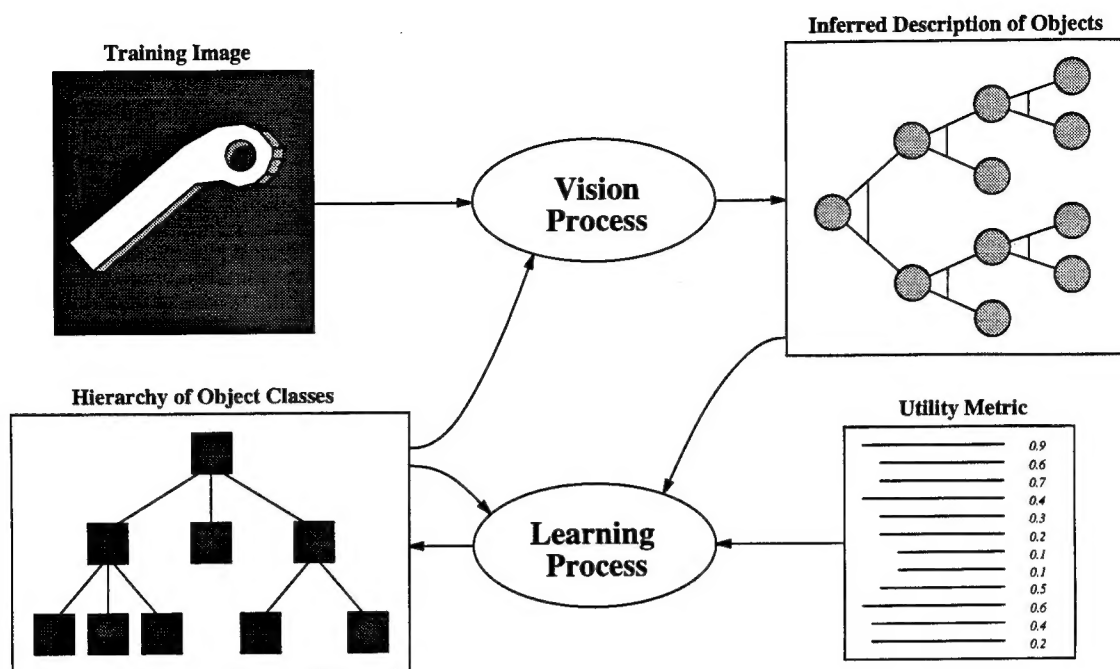 Inferred Description of Objects
Training Image
Vision
Process
Hierarchy of Object Classes
Utility Metric
0.9
0.6
0.7
0.4
0.3
0.2
0.1
0.1
0.5
0.6
0.4
0.2
Learning
Process